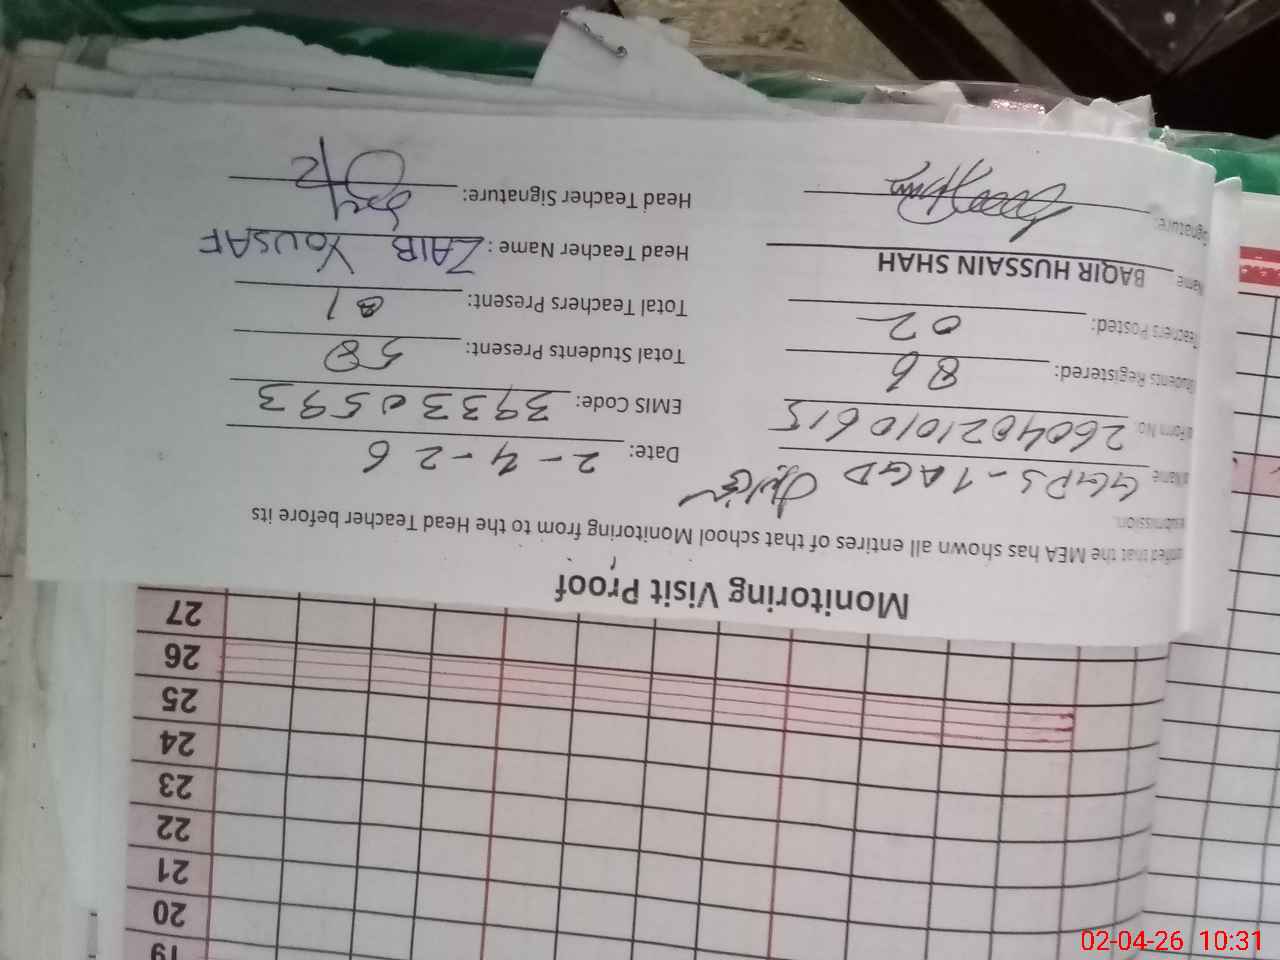 Monitoring Visit Proof
that the MEA has shown all entires of that school Monitoring from to the Head Teacher before its
submission.
Name GGPS-1AGD Date: 2-4-26
Form No: 2604021010615 EMIS Code: 39330593
Students Registered: 86 Total Students Present: 58
Teachers Posted: 02 Total Teachers Present: 01
Name: BAQIR HUSSAIN SHAH Head Teacher Name: ZAIB YOUSAF
Signature: Head Teacher Signature:
27
26
25
24
23
22
21
20
19
02-04-26 10:31